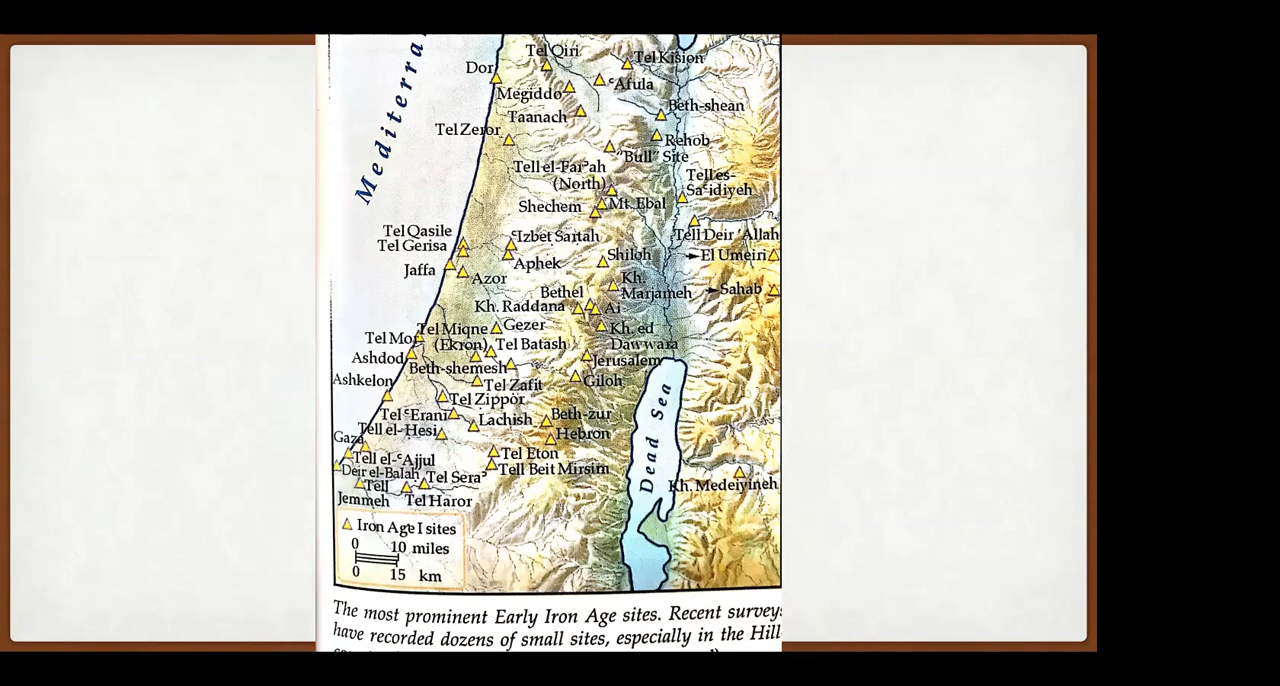 Mediterra
Tel Qiri
Tel Kision
Dor
ʿAfula
Megiddo
Beth-shean
Taanach
Tel Zeror
Rehob
"Bull" Site
Tell el-Farʾah
(North)
Tell es-
Saʿidiyeh
Shechem
Mt. Ebal
Tel Qasile
Tell Deir ʿAllah
ʿIzbet Sartah
Tel Gerisa
Shiloh
El Umeiri
Aphek
Jaffa
Azor
Kh.
Marjameh
Sahab
Bethel
Kh. Raddana
Ai
Tel Miqne
(Ekron)
Gezer
Kh. ed
Dawwara
Tel Mor
Tel Batash
Ashdod
Jerusalem
Beth-shemesh
Ashkelon
Tel Zafit
Giloh
Tel Zippor
Dead Sea
Tel ʿErani
Lachish
Beth-zur
Tell el-Hesi
Hebron
Gaza
Tel Eton
Tell el-ʿAjjul
Tell Beit Mirsim
Deir el-Balah
Tel Seraʾ
Kh. Medeiyineh
Tell
Jemmeh
Tel Haror
Iron Age I sites
0 10 miles
0 15 km
The most prominent Early Iron Age sites. Recent surveys
have recorded dozens of small sites, especially in the Hill